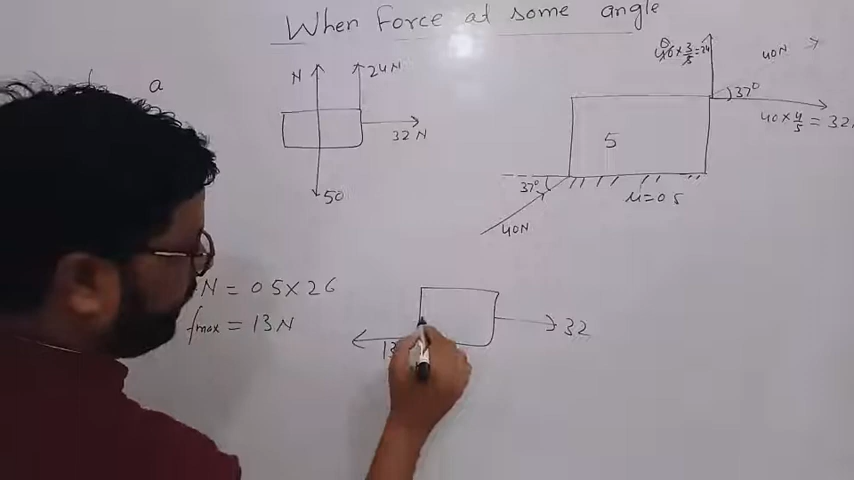 When Force at some angle
a
N
24N
32 N
50
40 × 3/5 = 24
40N
37°
40 × 4/5 = 32
5
37°
μ = 0.5
40N
N = 0.5 × 26
fmax = 13N
13
32